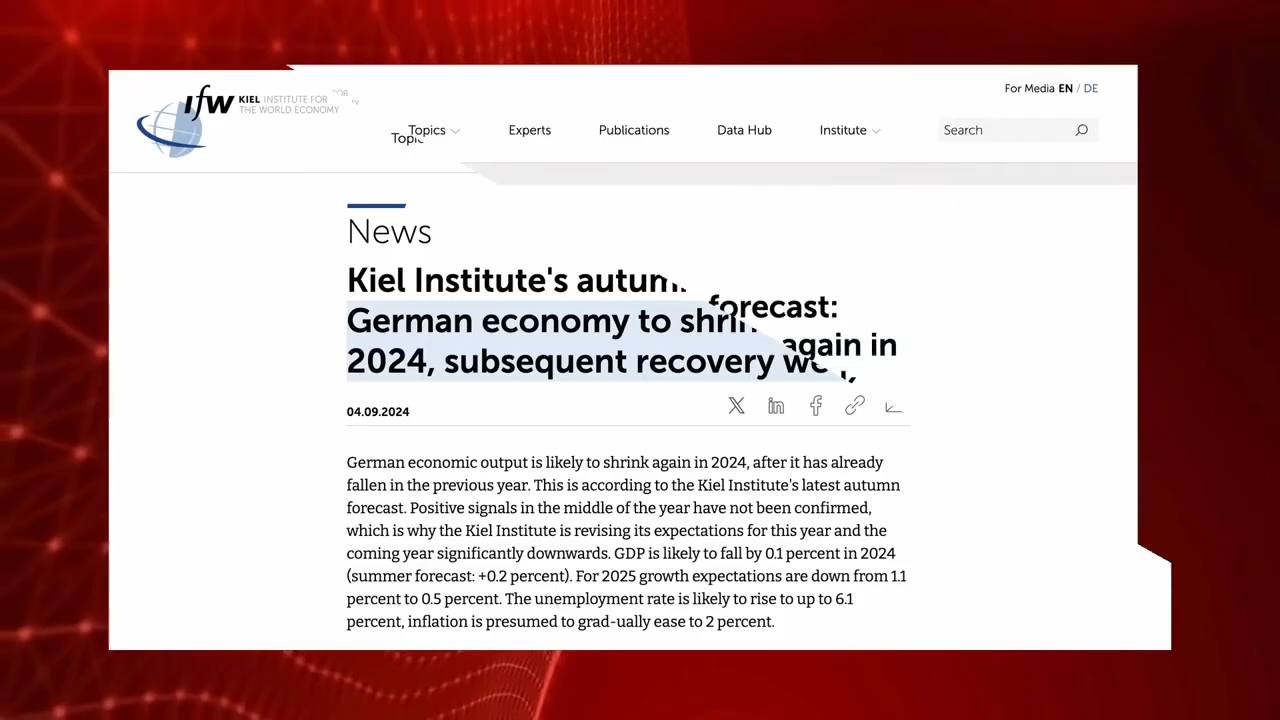 ifw KIEL INSTITUTE FOR
THE WORLD ECONOMY
For Media EN / DE
Topics Experts Publications Data Hub Institute Search
News
Kiel Institute's autumn forecast:
German economy to shrink again in
2024, subsequent recovery
04.09.2024
German economic output is likely to shrink again in 2024, after it has already
fallen in the previous year. This is according to the Kiel Institute's latest autumn
forecast. Positive signals in the middle of the year have not been confirmed,
which is why the Kiel Institute is revising its expectations for this year and the
coming year significantly downwards. GDP is likely to fall by 0.1 percent in 2024
(summer forecast: +0.2 percent). For 2025 growth expectations are down from 1.1
percent to 0.5 percent. The unemployment rate is likely to rise to up to 6.1
percent, inflation is presumed to grad-ually ease to 2 percent.